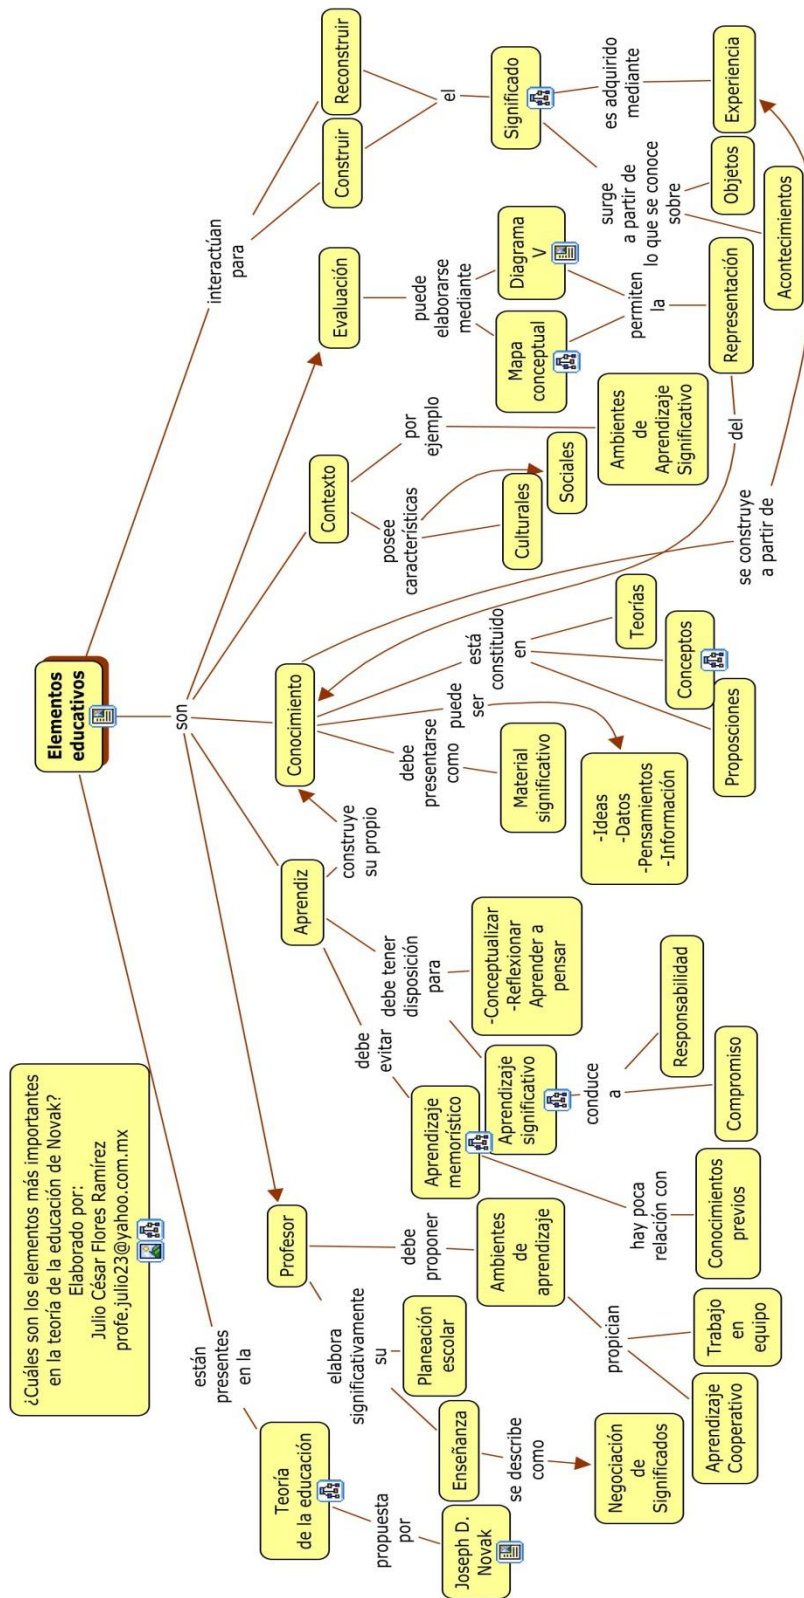 ¿Cuáles son los elementos más importantes
en la teoría de la educación de Novak?
Elaborado por:
Julio César Flores Ramírez
profe.julio23@yahoo.com.mx
Elementos
educativos
están
presentes
en la
son
interactúan
para
Teoría
de la educación
propuesta
por
Joseph D.
Novak
Profesor
elabora
significativamente
su
Planeación
escolar
Enseñanza
se describe
como
Negociación
de
Significados
debe
proponer
Ambientes
de
aprendizaje
propician
Aprendizaje
Cooperativo
Trabajo
en
equipo
Aprendiz
construye
su propio
debe
evitar
debe tener
disposición
para
Aprendizaje
memorístico
Aprendizaje
significativo
-Conceptualizar
-Reflexionar
Aprender a
pensar
hay poca
relación con
Conocimientos
previos
conduce
a
Compromiso
Responsabilidad
Conocimiento
debe
presentarse
como
Material
significativo
puede
ser
-Ideas
-Datos
-Pensamientos
-Información
está
constituido
en
Proposciones
Conceptos
Teorías
se construye
a partir de
Contexto
posee
características
Culturales
Sociales
por
ejemplo
Ambientes
de
Aprendizaje
Significativo
Evaluación
puede
elaborarse
mediante
Mapa
conceptual
Diagrama
V
permiten
la
Representación
del
Construir
Reconstruir
el
Significado
surge
a partir de
lo que se conoce
sobre
Acontecimientos
Objetos
es adquirido
mediante
Experiencia